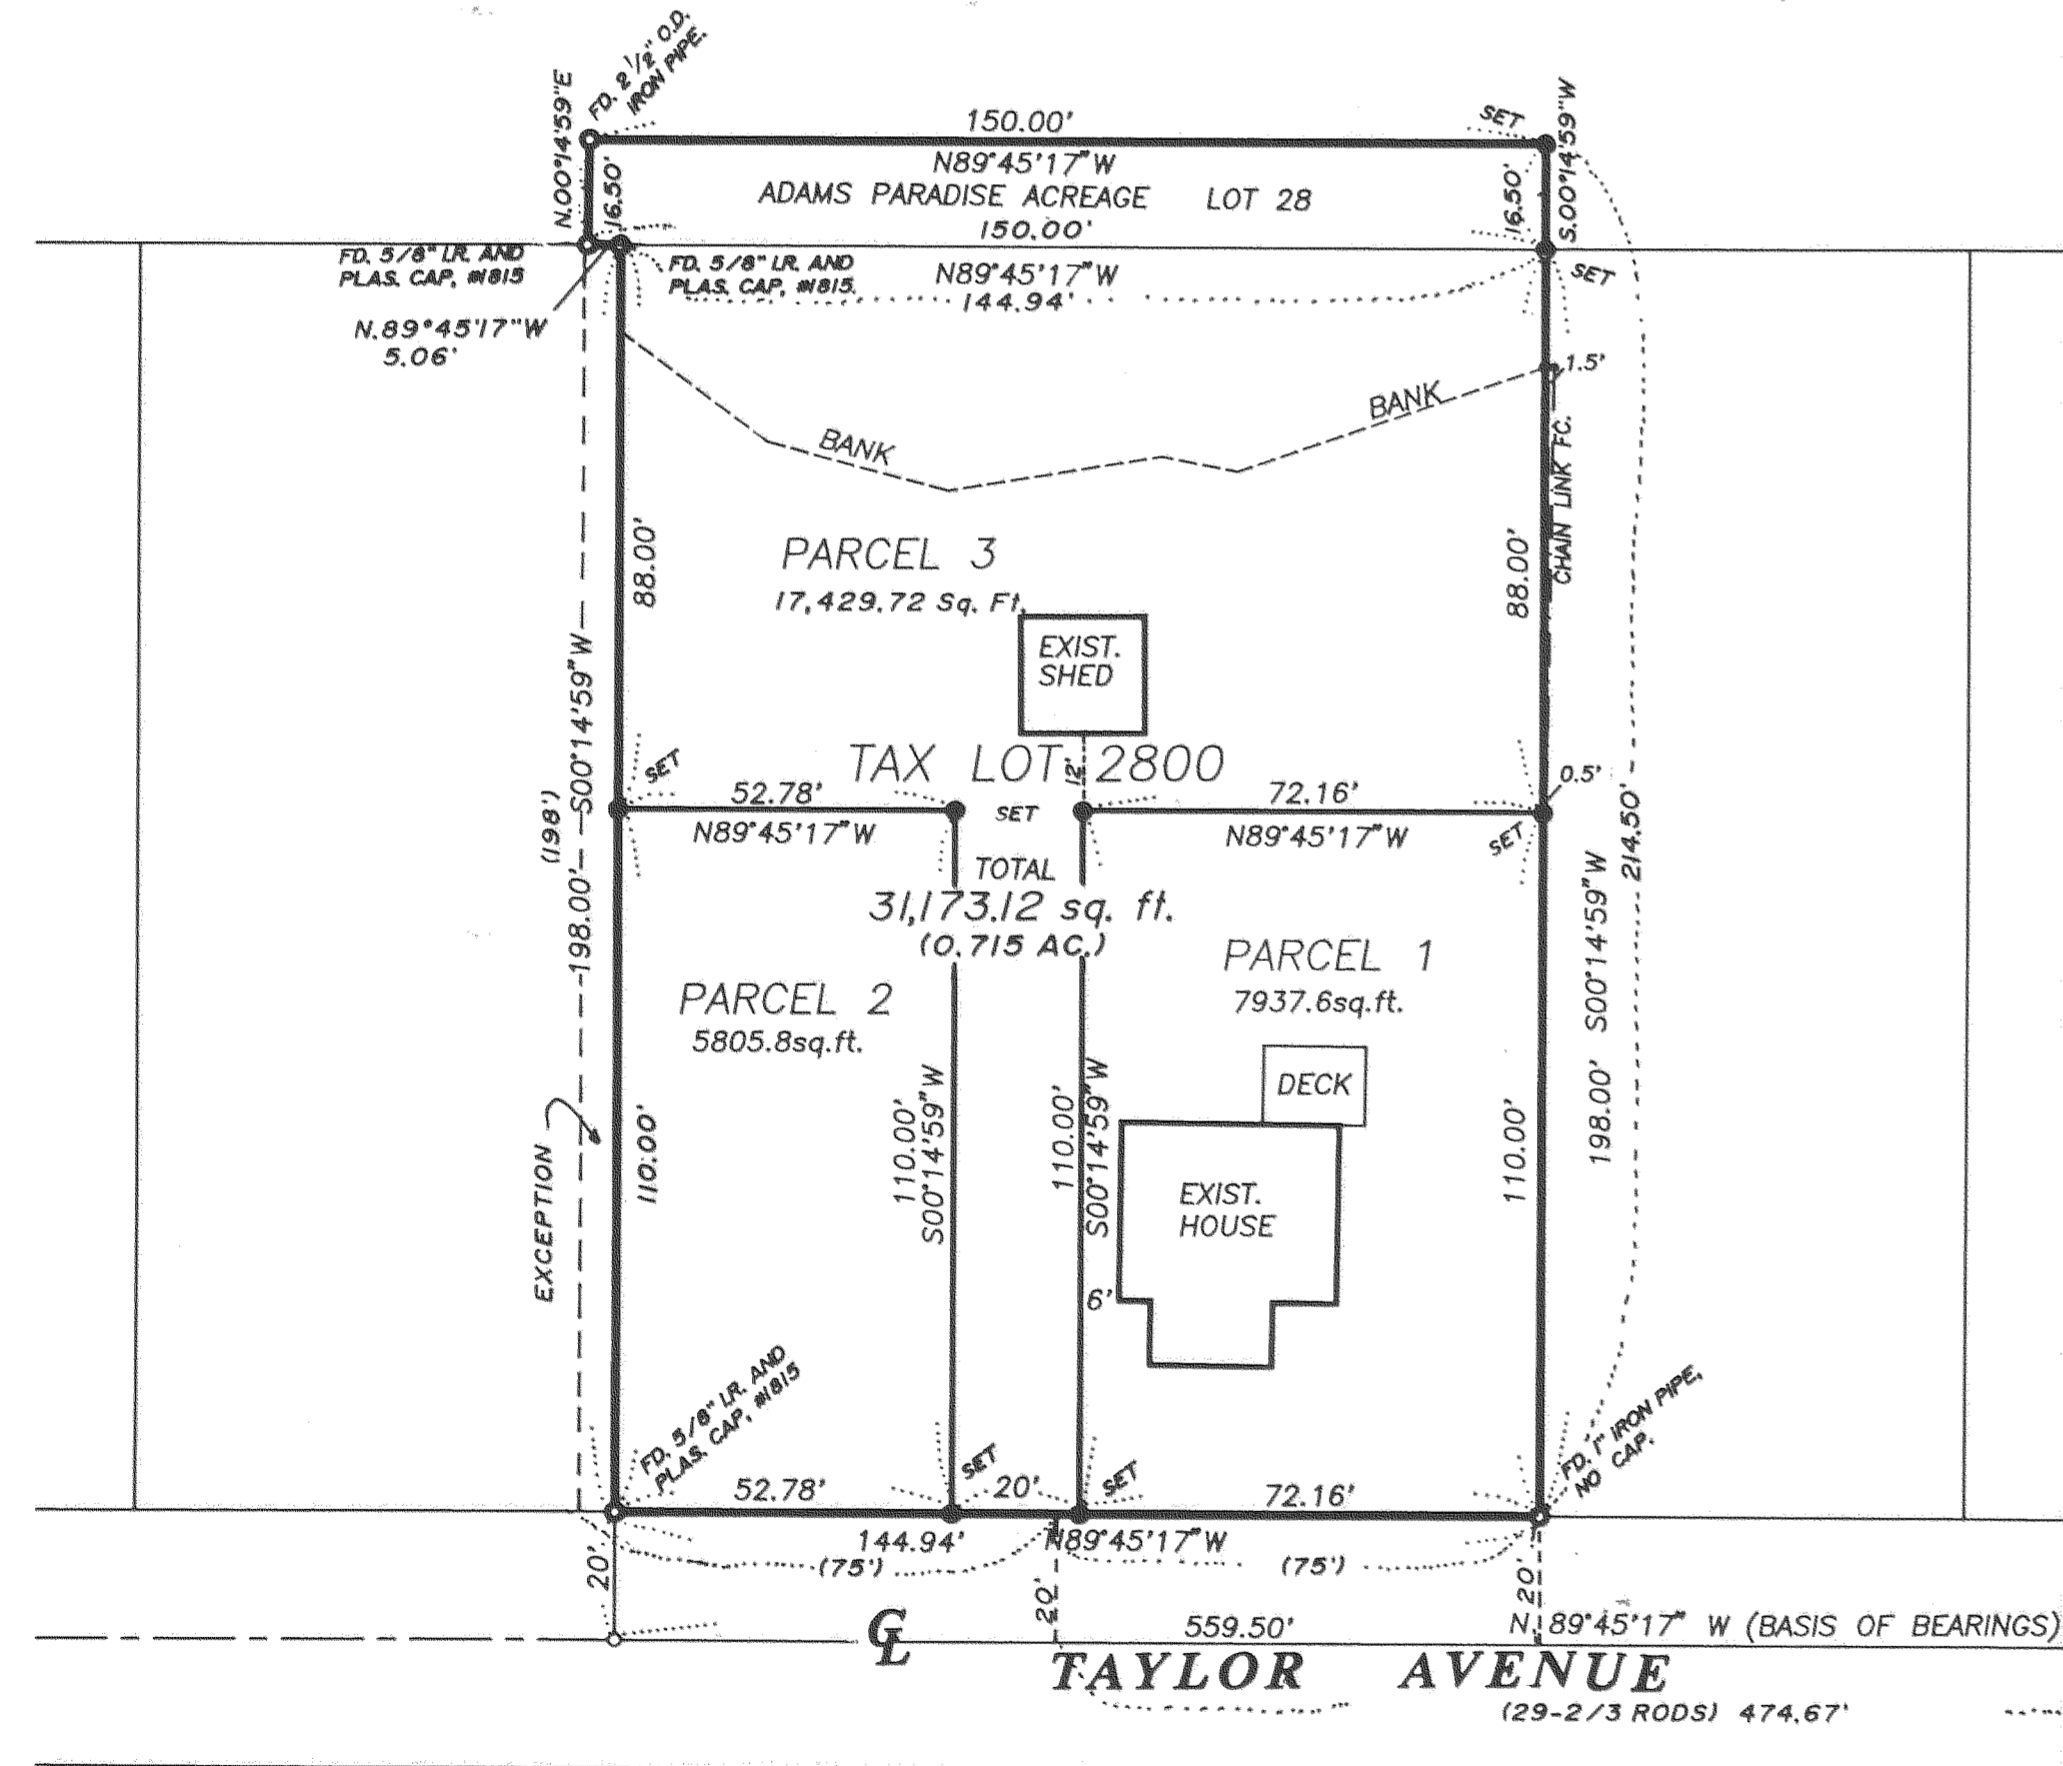 FD. 2 1/2" O.D.
IRON PIPE.
N.00°14'59"E
16.50'
150.00'
N89°45'17"W
ADAMS PARADISE ACREAGE LOT 28
150.00'
SET
16.50'
S.00°14'59"W
FD. 5/8" I.R. AND
PLAS. CAP, #1815
FD. 5/8" I.R. AND
PLAS. CAP, #1815.
N89°45'17"W
144.94'
SET
N.89°45'17"W
5.06'
1.5'
BANK
BANK
CHAIN LINK FC.
88.00'
PARCEL 3
17,429.72 Sq. Ft.
88.00'
EXIST.
SHED
S00°14'59"W
198.00'
(198')
SET
TAX LOT 2800
12'
52.78'
N89°45'17"W
SET
72.16'
N89°45'17"W
0.5'
SET
214.50'
S00°14'59"W
198.00'
TOTAL
31,173.12 sq. ft.
(0.715 AC.)
PARCEL 2
5805.8sq.ft.
PARCEL 1
7937.6sq.ft.
110.00'
110.00'
S00°14'59"W
110.00'
S00°14'59"W
110.00'
DECK
EXIST.
HOUSE
6'
EXCEPTION
FD. 5/8" I.R. AND
PLAS. CAP, #1815
SET
SET
FD. 1" IRON PIPE,
NO CAP.
52.78'
20'
72.16'
144.94'
N89°45'17"W
(75')
(75')
20'
20'
20'
CL
559.50'
N. 89°45'17" W (BASIS OF BEARINGS)
TAYLOR AVENUE
(29-2/3 RODS) 474.67'